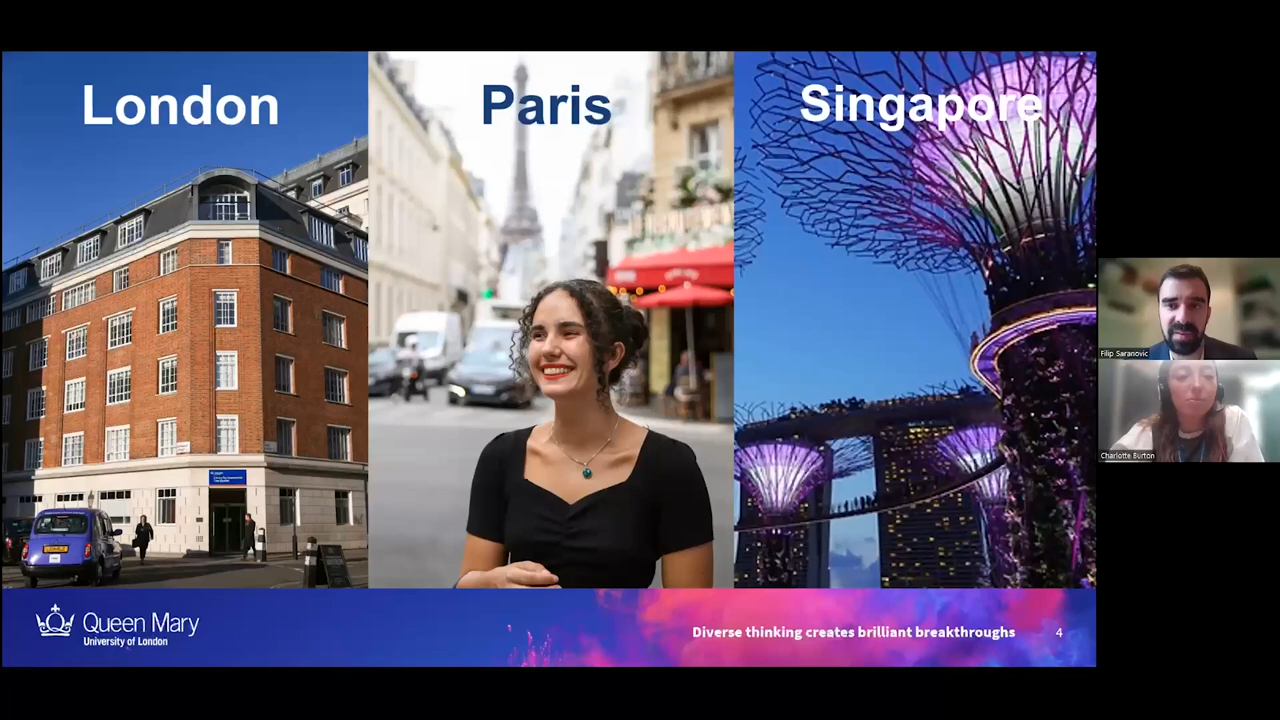 London
Paris
Singapore
Filip Saranovic
Charlotte Burton
Queen Mary
University of London
Diverse thinking creates brilliant breakthroughs
4